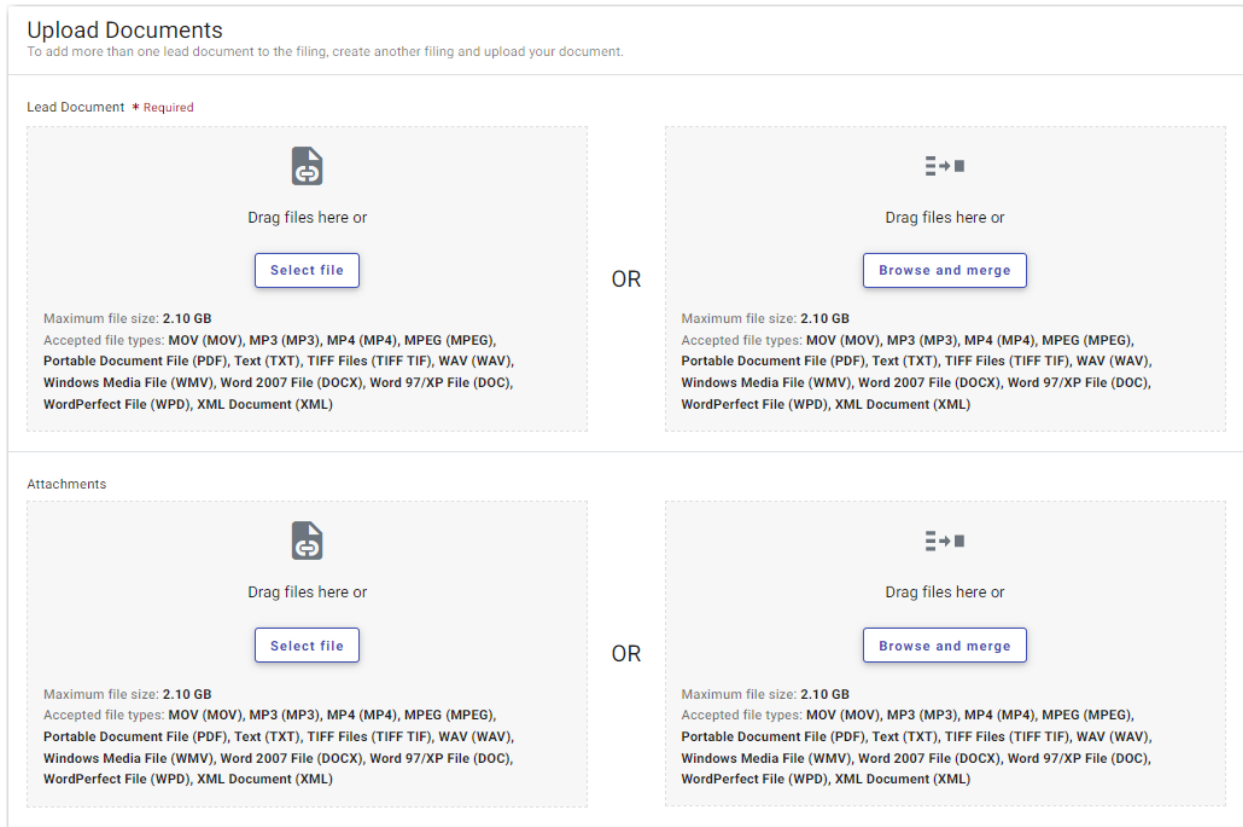 Upload Documents
To add more than one lead document to the filing, create another filing and upload your document.
Lead Document * Required
Drag files here or
Select file
Maximum file size: 2.10 GB
Accepted file types: MOV (MOV), MP3 (MP3), MP4 (MP4), MPEG (MPEG),
Portable Document File (PDF), Text (TXT), TIFF Files (TIFF TIF), WAV (WAV),
Windows Media File (WMV), Word 2007 File (DOCX), Word 97/XP File (DOC),
WordPerfect File (WPD), XML Document (XML)
OR
Drag files here or
Browse and merge
Maximum file size: 2.10 GB
Accepted file types: MOV (MOV), MP3 (MP3), MP4 (MP4), MPEG (MPEG),
Portable Document File (PDF), Text (TXT), TIFF Files (TIFF TIF), WAV (WAV),
Windows Media File (WMV), Word 2007 File (DOCX), Word 97/XP File (DOC),
WordPerfect File (WPD), XML Document (XML)
Attachments
Drag files here or
Select file
Maximum file size: 2.10 GB
Accepted file types: MOV (MOV), MP3 (MP3), MP4 (MP4), MPEG (MPEG),
Portable Document File (PDF), Text (TXT), TIFF Files (TIFF TIF), WAV (WAV),
Windows Media File (WMV), Word 2007 File (DOCX), Word 97/XP File (DOC),
WordPerfect File (WPD), XML Document (XML)
OR
Drag files here or
Browse and merge
Maximum file size: 2.10 GB
Accepted file types: MOV (MOV), MP3 (MP3), MP4 (MP4), MPEG (MPEG),
Portable Document File (PDF), Text (TXT), TIFF Files (TIFF TIF), WAV (WAV),
Windows Media File (WMV), Word 2007 File (DOCX), Word 97/XP File (DOC),
WordPerfect File (WPD), XML Document (XML)